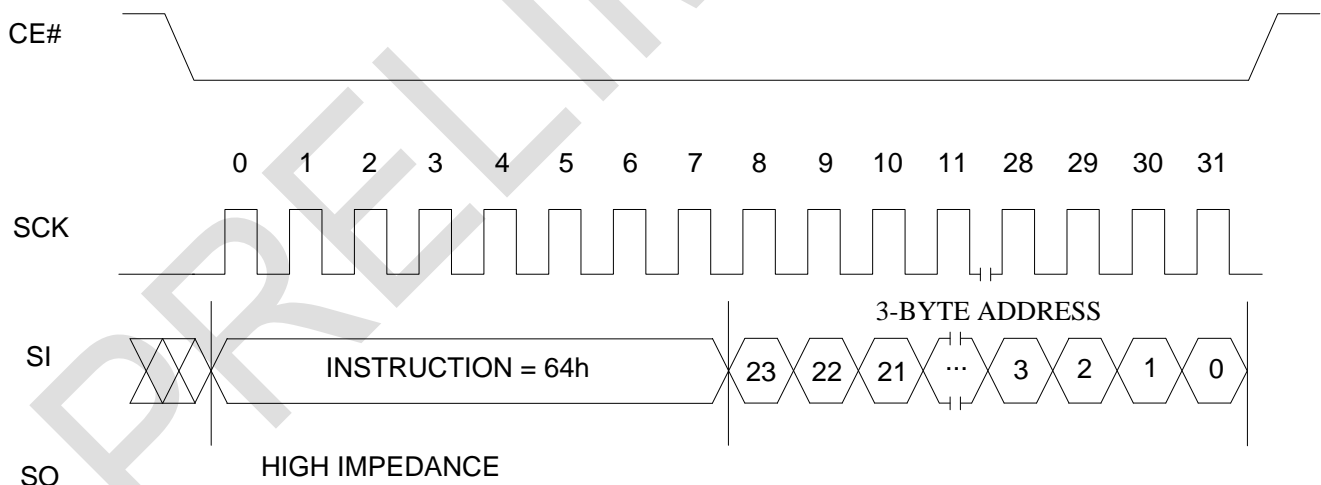 CE#
0 1 2 3 4 5 6 7 8 9 10 11 28 29 30 31
SCK
3-BYTE ADDRESS
SI INSTRUCTION = 64h 23 22 21 ... 3 2 1 0
SO HIGH IMPEDANCE